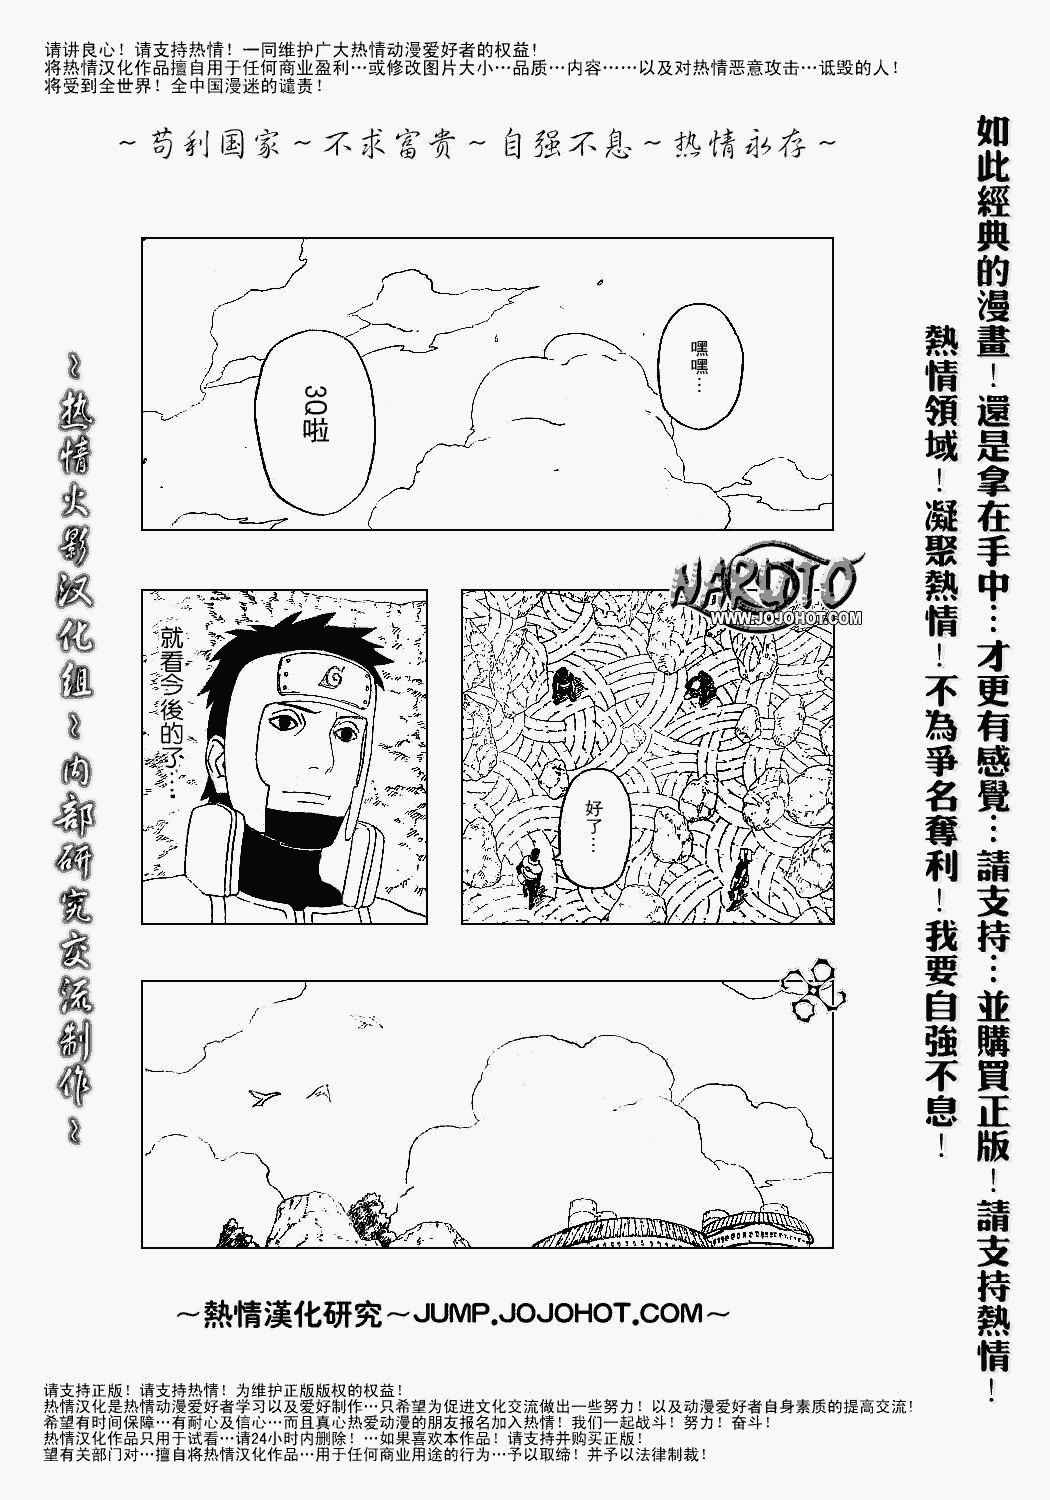 请讲良心！请支持热情！一同维护广大热情动漫爱好者的权益！
将热情汉化作品擅自用于任何商业盈利…或修改图片大小…品质…内容……以及对热情恶意攻击…诋毁的人！
将受到全世界！全中国漫迷的谴责！
～苟利国家～不求富贵～自强不息～热情永存～
如此經典的漫畫！還是拿在手中…才更有感覺…請支持…並購買正版！請支持熱情！
熱情領域！凝聚熱情！不為爭名奪利！我要自強不息！
～热情火影汉化组～内部研究交流制作～
嘿嘿…
3Q啦
NARUTO
WWW.JOJOHOT.COM
好了…
就看今後的了……
～熱情漢化研究～JUMP.JOJOHOT.COM～
请支持正版！请支持热情！为维护正版版权的权益！
热情汉化是热情动漫爱好者学习以及爱好制作…只希望为促进文化交流做出一些努力！以及动漫爱好者自身素质的提高交流！
希望有时间保障…有耐心及信心…而且真心热爱动漫的朋友报名加入热情！我们一起战斗！努力！奋斗！
热情汉化作品只用于试看…请24小时内删除！…如果喜欢本作品！请支持并购买正版！
望有关部门对…擅自将热情汉化作品…用于任何商业用途的行为…予以取缔！并予以法律制裁！